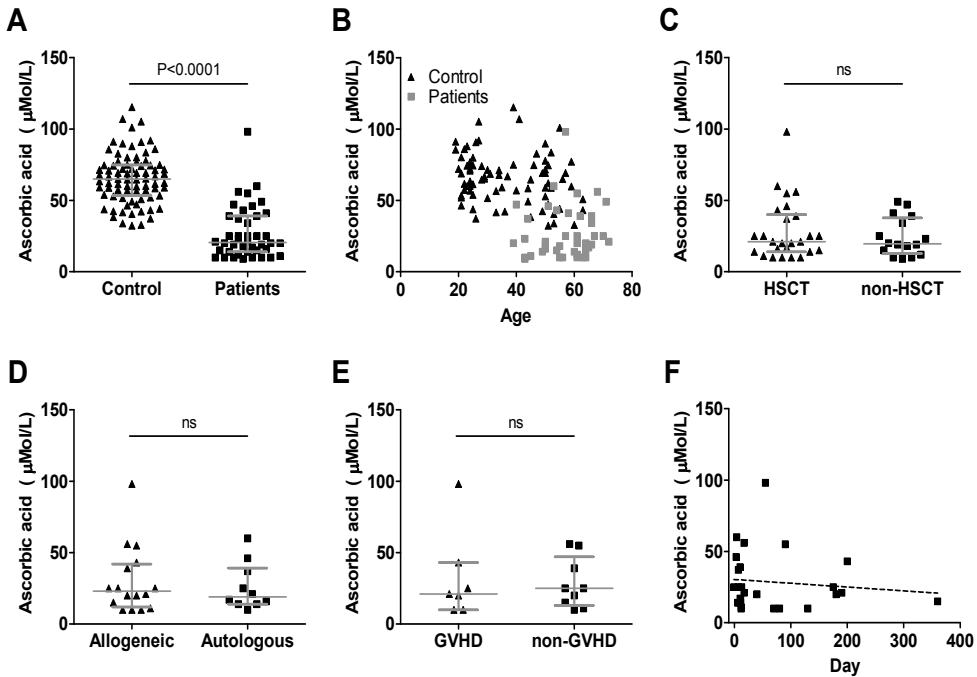 A
Ascorbic acid ( µMol/L)
150
100
50
0
P<0.0001
Control
Patients
B
Ascorbic acid ( µMol/L)
150
100
50
0
Control
Patients
0
20
40
60
80
Age
C
Ascorbic acid ( µMol/L)
150
100
50
0
ns
HSCT
non-HSCT
D
Ascorbic acid ( µMol/L)
150
100
50
0
ns
Allogeneic
Autologous
E
Ascorbic acid ( µMol/L)
150
100
50
0
ns
GVHD
non-GVHD
F
Ascorbic acid ( µMol/L)
150
100
50
0
0
100
200
300
400
Day